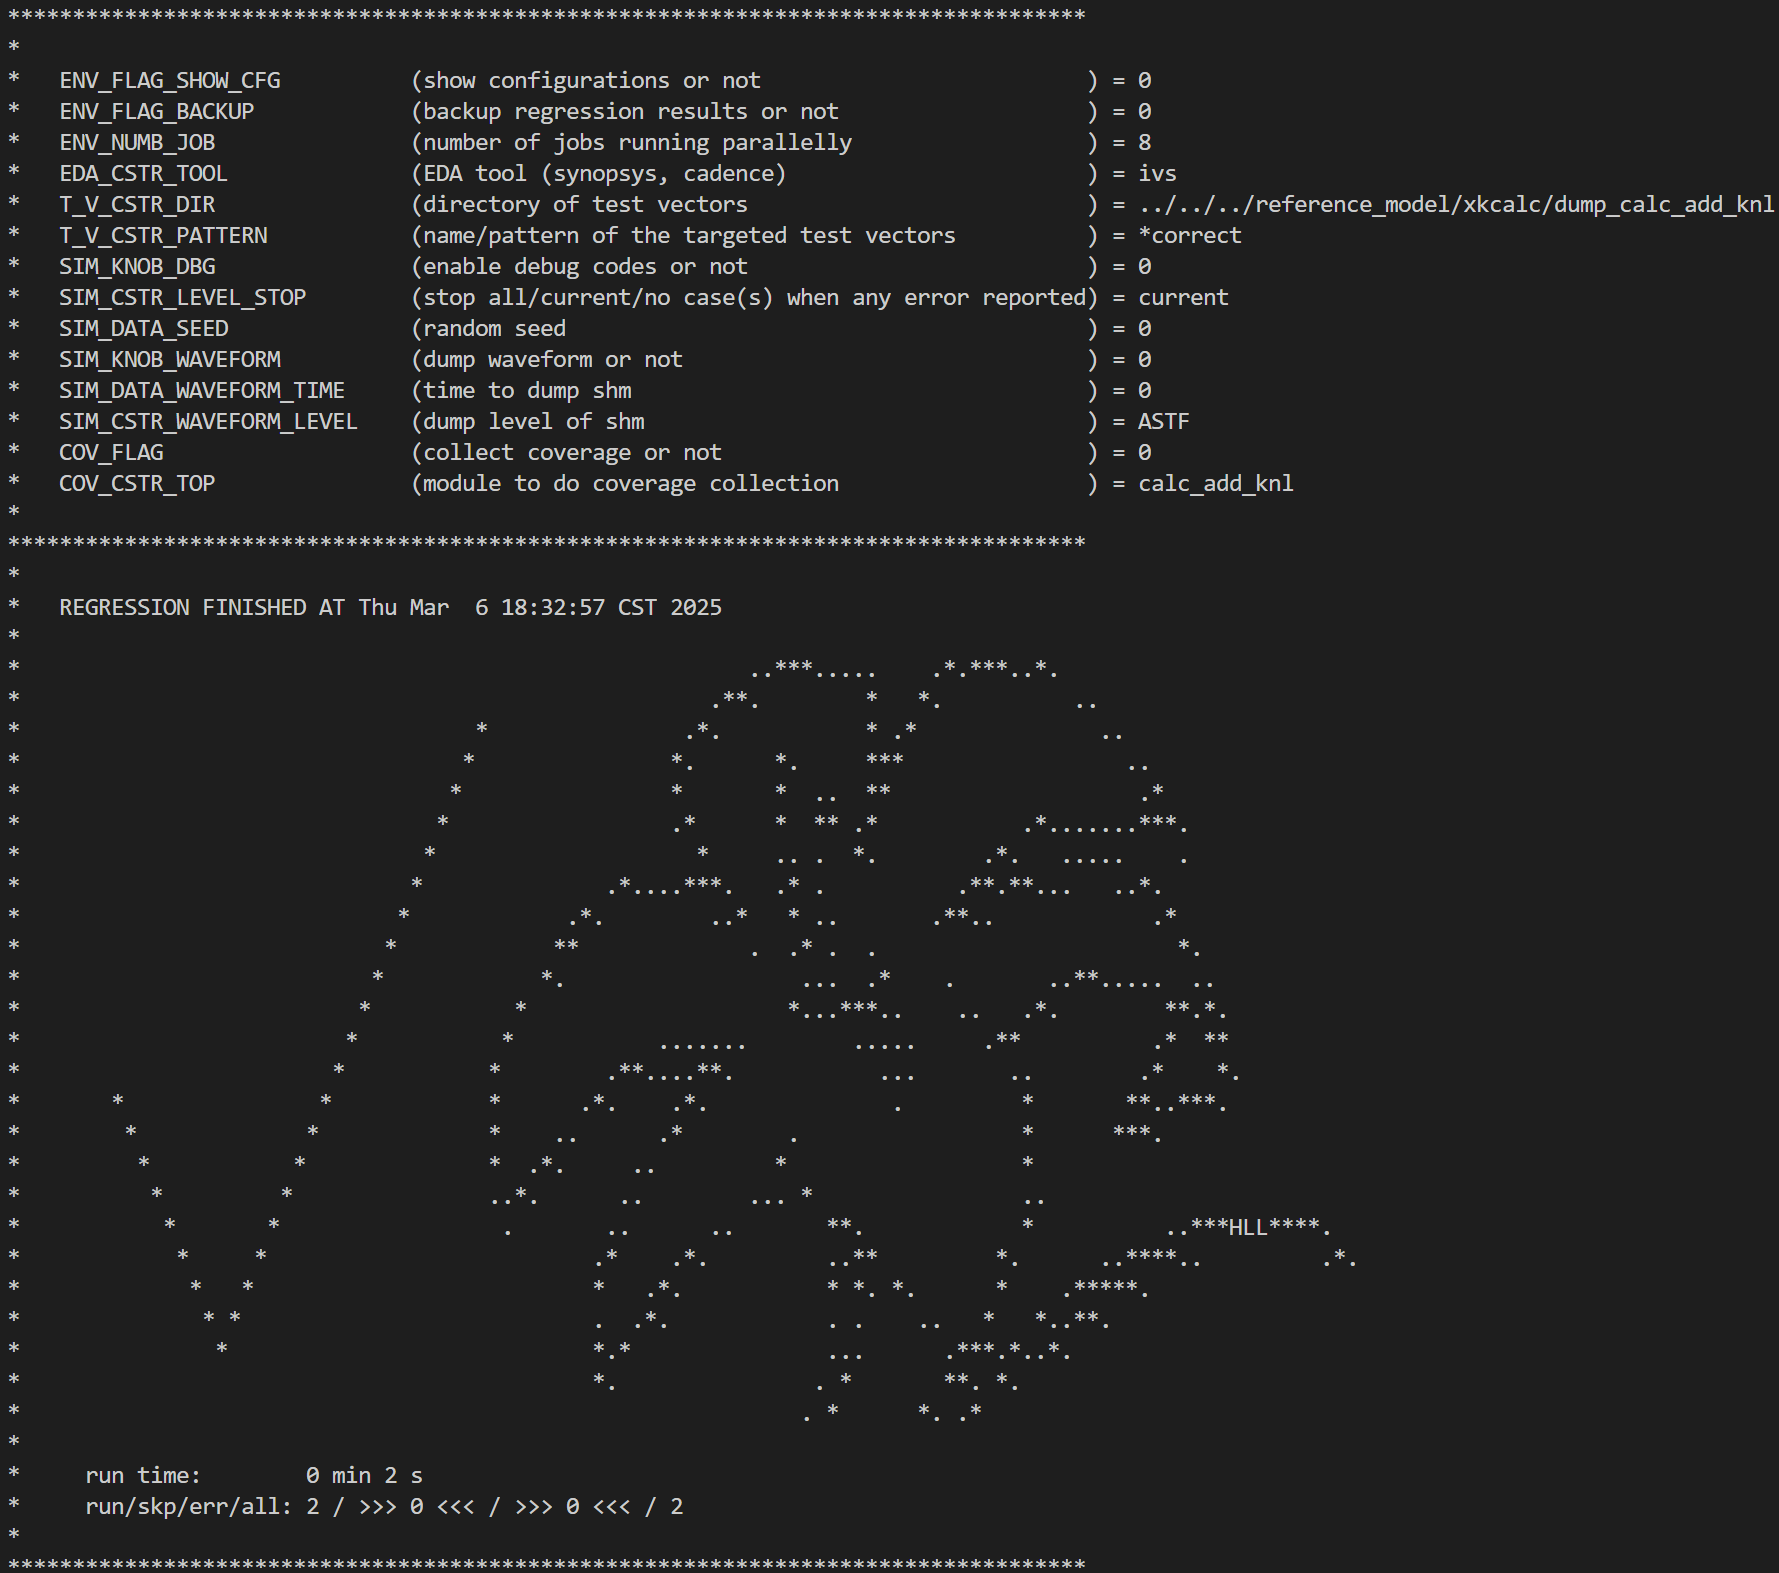 ***********************************************************************************
*
*   ENV_FLAG_SHOW_CFG          (show configurations or not                         ) = 0
*   ENV_FLAG_BACKUP            (backup regression results or not                   ) = 0
*   ENV_NUMB_JOB               (number of jobs running parallelly                  ) = 8
*   EDA_CSTR_TOOL              (EDA tool (synopsys, cadence)                       ) = ivs
*   T_V_CSTR_DIR               (directory of test vectors                          ) = ../../../reference_model/xkcalc/dump_calc_add_knl
*   T_V_CSTR_PATTERN           (name/pattern of the targeted test vectors          ) = *correct
*   SIM_KNOB_DBG               (enable debug codes or not                          ) = 0
*   SIM_CSTR_LEVEL_STOP        (stop all/current/no case(s) when any error reported) = current
*   SIM_DATA_SEED              (random seed                                        ) = 0
*   SIM_KNOB_WAVEFORM          (dump waveform or not                               ) = 0
*   SIM_DATA_WAVEFORM_TIME     (time to dump shm                                   ) = 0
*   SIM_CSTR_WAVEFORM_LEVEL    (dump level of shm                                  ) = ASTF
*   COV_FLAG                   (collect coverage or not                            ) = 0
*   COV_CSTR_TOP               (module to do coverage collection                   ) = calc_add_knl
*
***********************************************************************************
*
*   REGRESSION FINISHED AT Thu Mar  6 18:32:57 CST 2025
*
HLL
*
*     run time:        0 min 2 s
*     run/skp/err/all: 2 / >>> 0 <<< / >>> 0 <<< / 2
*
***********************************************************************************